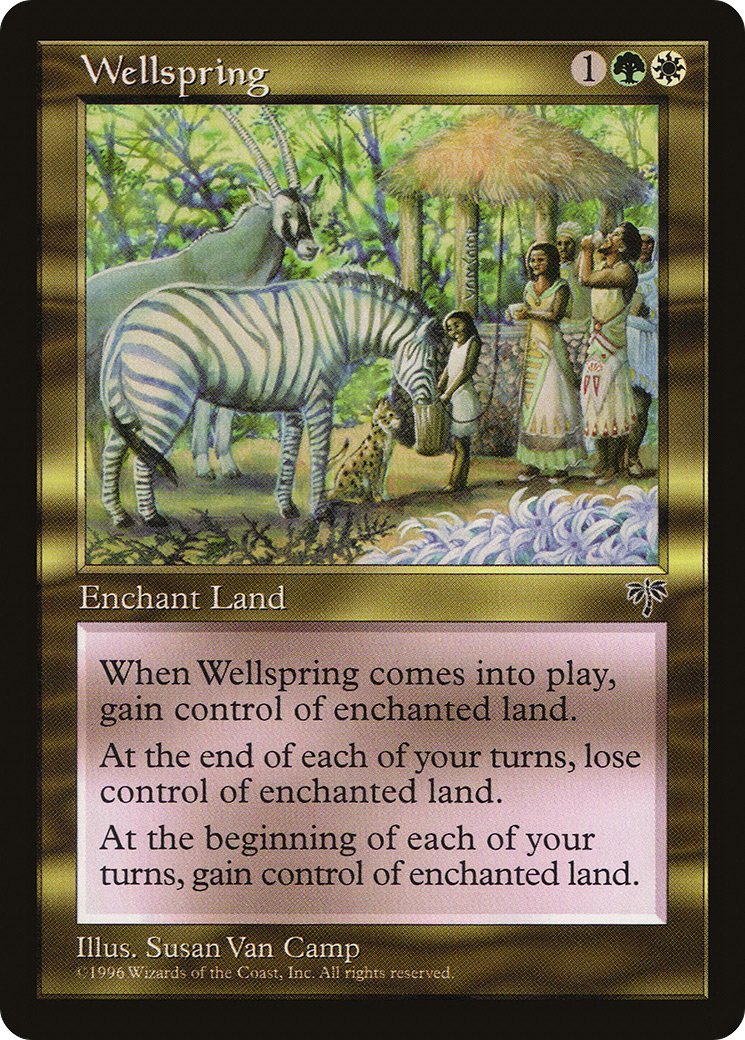 Wellspring 1
Enchant Land
When Wellspring comes into play,
gain control of enchanted land.
At the end of each of your turns, lose
control of enchanted land.
At the beginning of each of your
turns, gain control of enchanted land.
Illus. Susan Van Camp
©1996 Wizards of the Coast, Inc. All rights reserved.